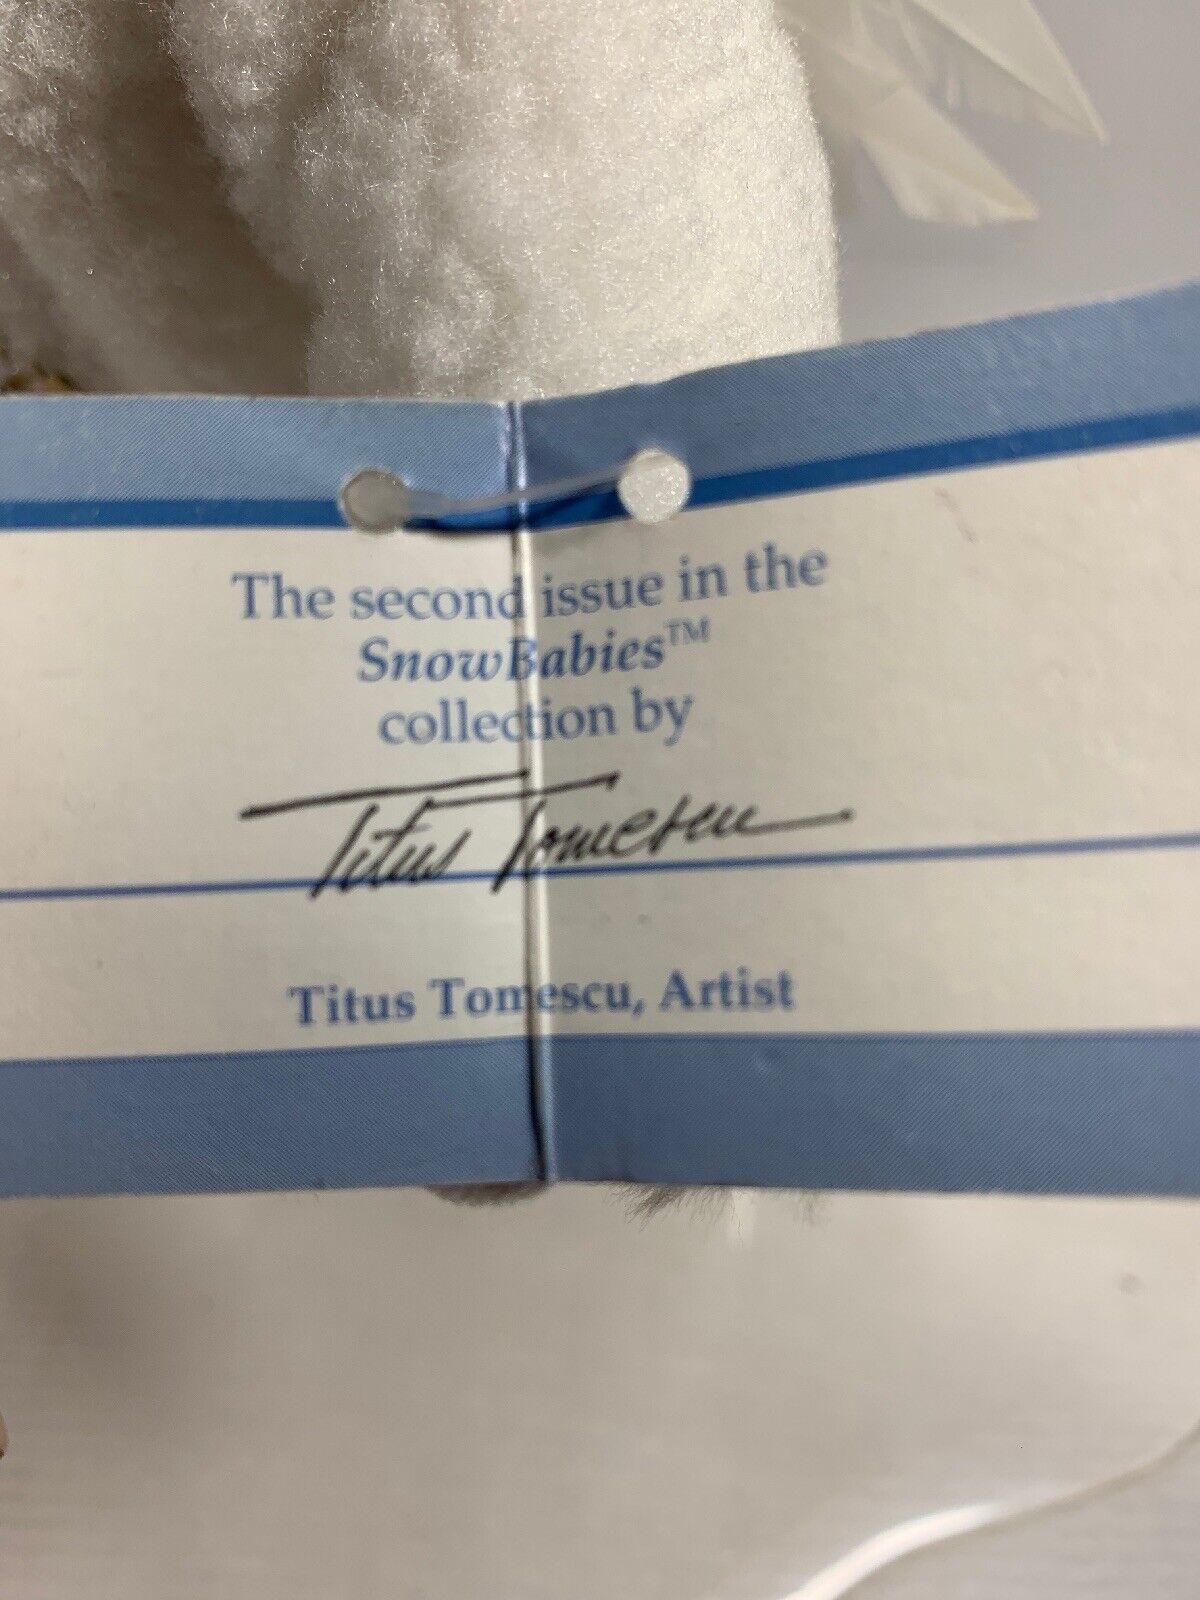 The second issue in the
SnowBabies™
collection by
Titus Tomescu
Titus Tomescu, Artist